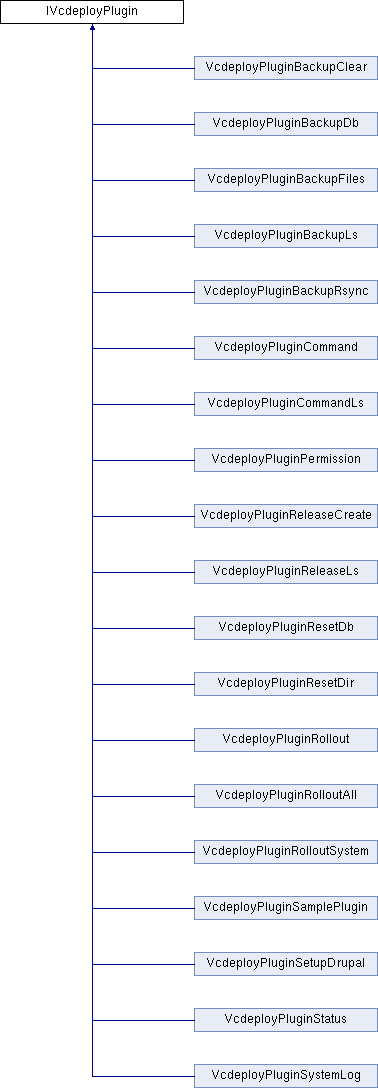 IVcdeployPlugin
VcdeployPluginBackupClear
VcdeployPluginBackupDb
VcdeployPluginBackupFiles
VcdeployPluginBackupLs
VcdeployPluginBackupRsync
VcdeployPluginCommand
VcdeployPluginCommandLs
VcdeployPluginPermission
VcdeployPluginReleaseCreate
VcdeployPluginReleaseLs
VcdeployPluginResetDb
VcdeployPluginResetDir
VcdeployPluginRollout
VcdeployPluginRolloutAll
VcdeployPluginRolloutSystem
VcdeployPluginSamplePlugin
VcdeployPluginSetupDrupal
VcdeployPluginStatus
VcdeployPluginSystemLog